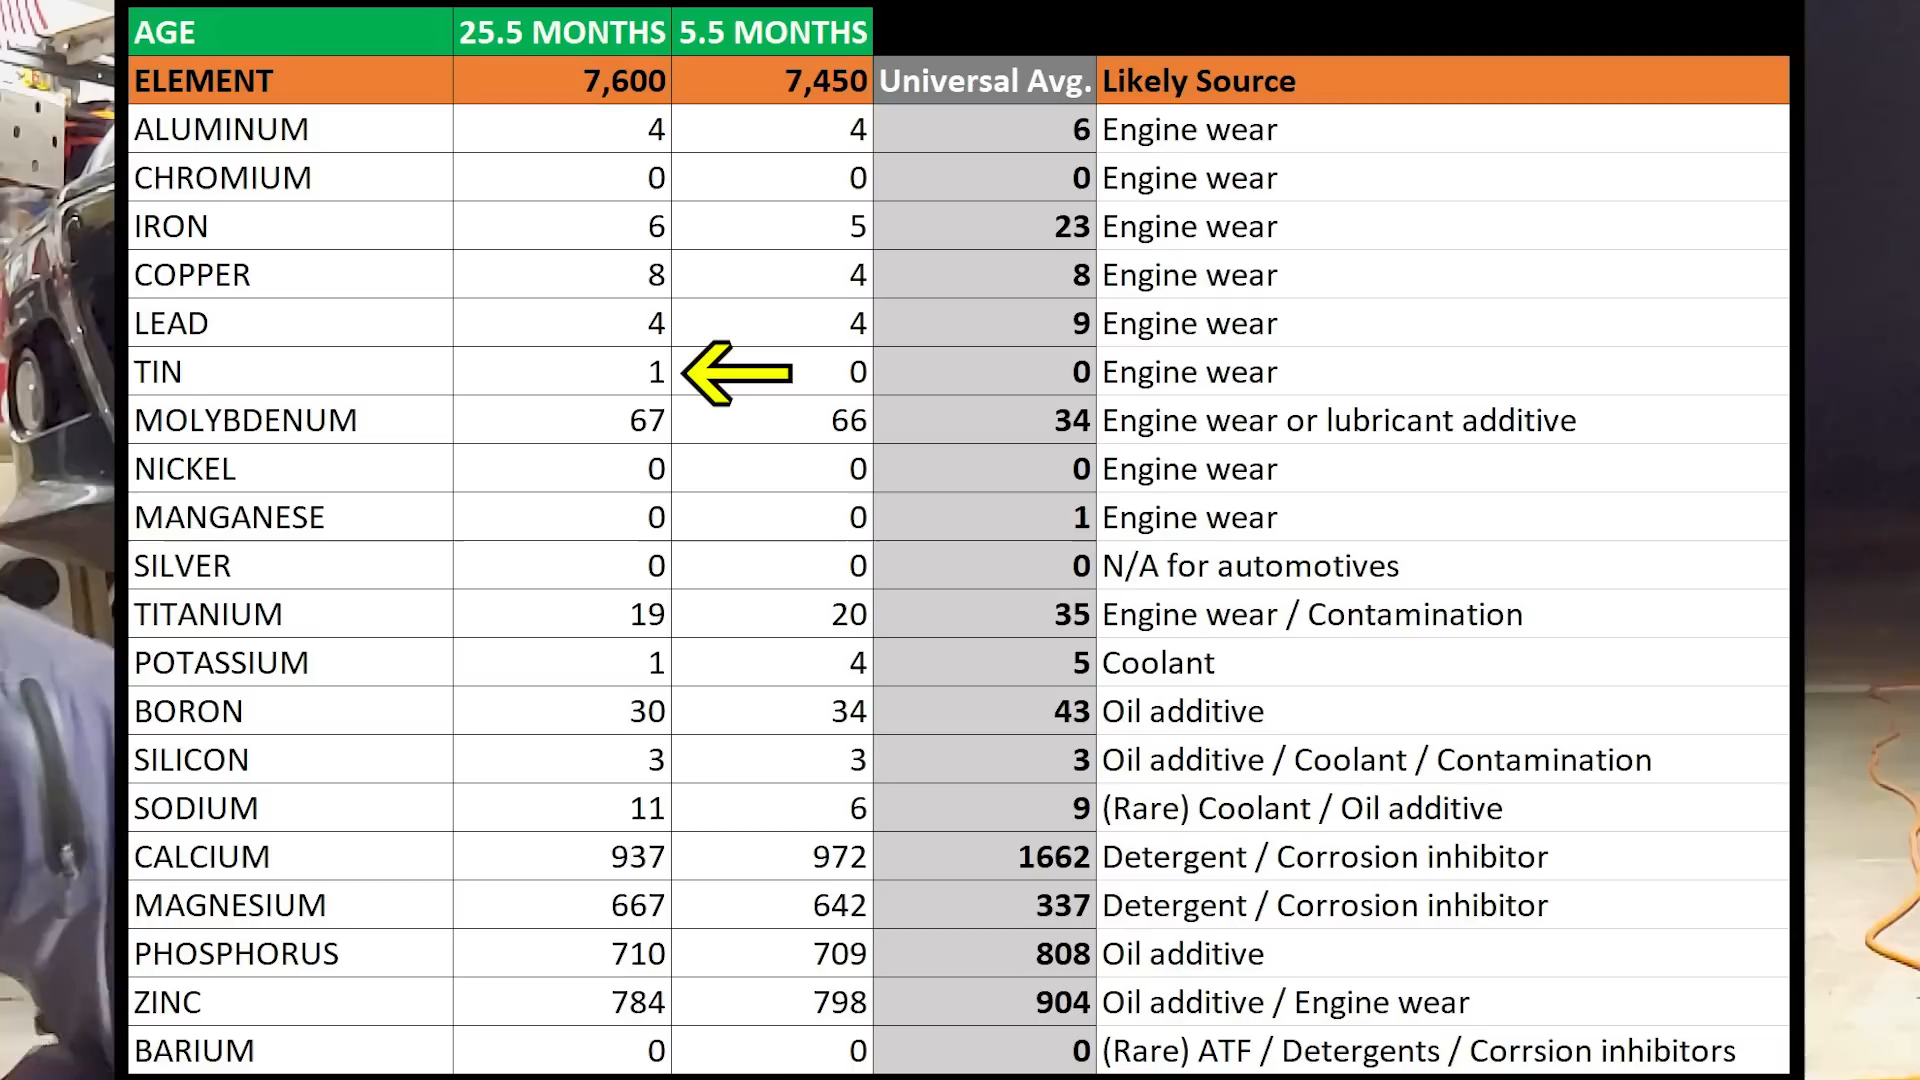 AGE 25.5 MONTHS 5.5 MONTHS
ELEMENT 7,600 7,450 Universal Avg. Likely Source
ALUMINUM 4 4 6 Engine wear
CHROMIUM 0 0 0 Engine wear
IRON 6 5 23 Engine wear
COPPER 8 4 8 Engine wear
LEAD 4 4 9 Engine wear
TIN 1 0 0 Engine wear
MOLYBDENUM 67 66 34 Engine wear or lubricant additive
NICKEL 0 0 0 Engine wear
MANGANESE 0 0 1 Engine wear
SILVER 0 0 0 N/A for automotives
TITANIUM 19 20 35 Engine wear / Contamination
POTASSIUM 1 4 5 Coolant
BORON 30 34 43 Oil additive
SILICON 3 3 3 Oil additive / Coolant / Contamination
SODIUM 11 6 9 (Rare) Coolant / Oil additive
CALCIUM 937 972 1662 Detergent / Corrosion inhibitor
MAGNESIUM 667 642 337 Detergent / Corrosion inhibitor
PHOSPHORUS 710 709 808 Oil additive
ZINC 784 798 904 Oil additive / Engine wear
BARIUM 0 0 0 (Rare) ATF / Detergents / Corrsion inhibitors